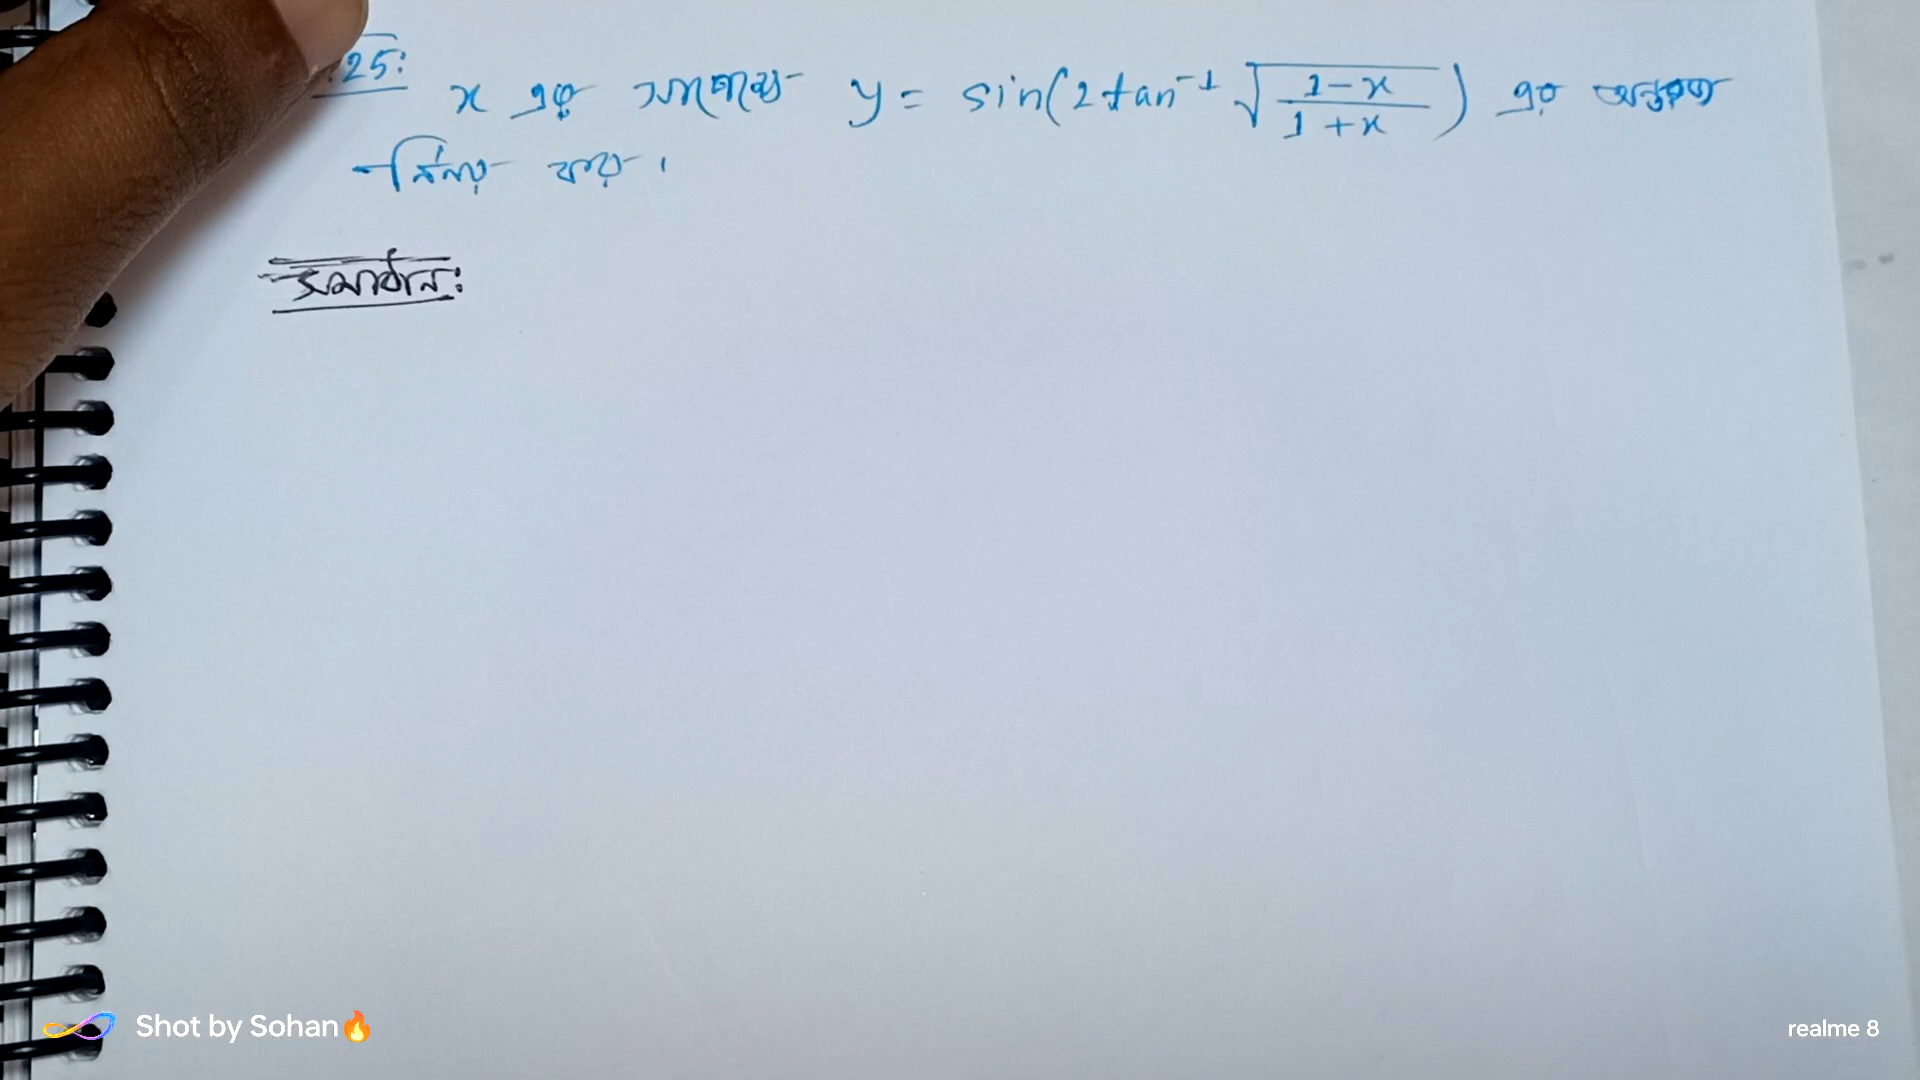 25:
x এর সাপেক্ষে y = sin(2tan⁻¹ √((1-x)/(1+x))) এর অন্তরজ
নির্ণয় কর।
সমাধান:
Shot by Sohan🔥
realme 8